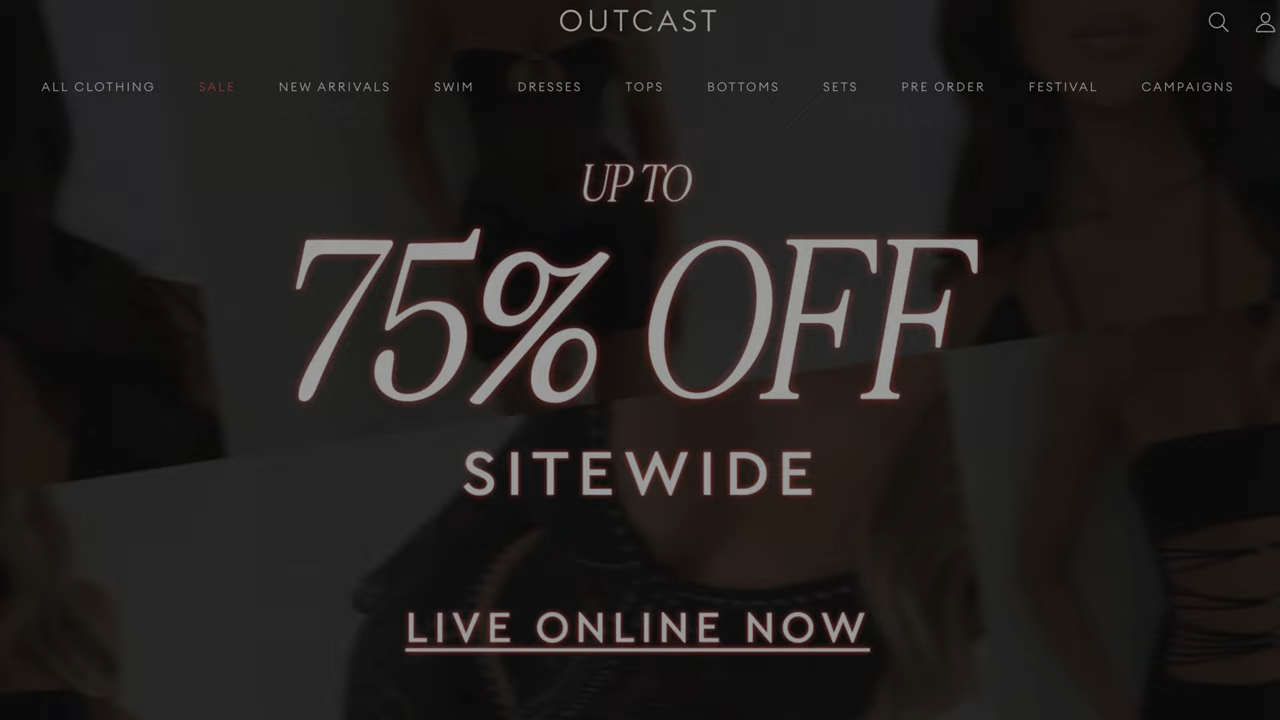 OUTCAST
ALL CLOTHING SALE NEW ARRIVALS SWIM DRESSES TOPS BOTTOMS SETS PRE ORDER FESTIVAL CAMPAIGNS
UP TO
75% OFF
SITEWIDE
LIVE ONLINE NOW